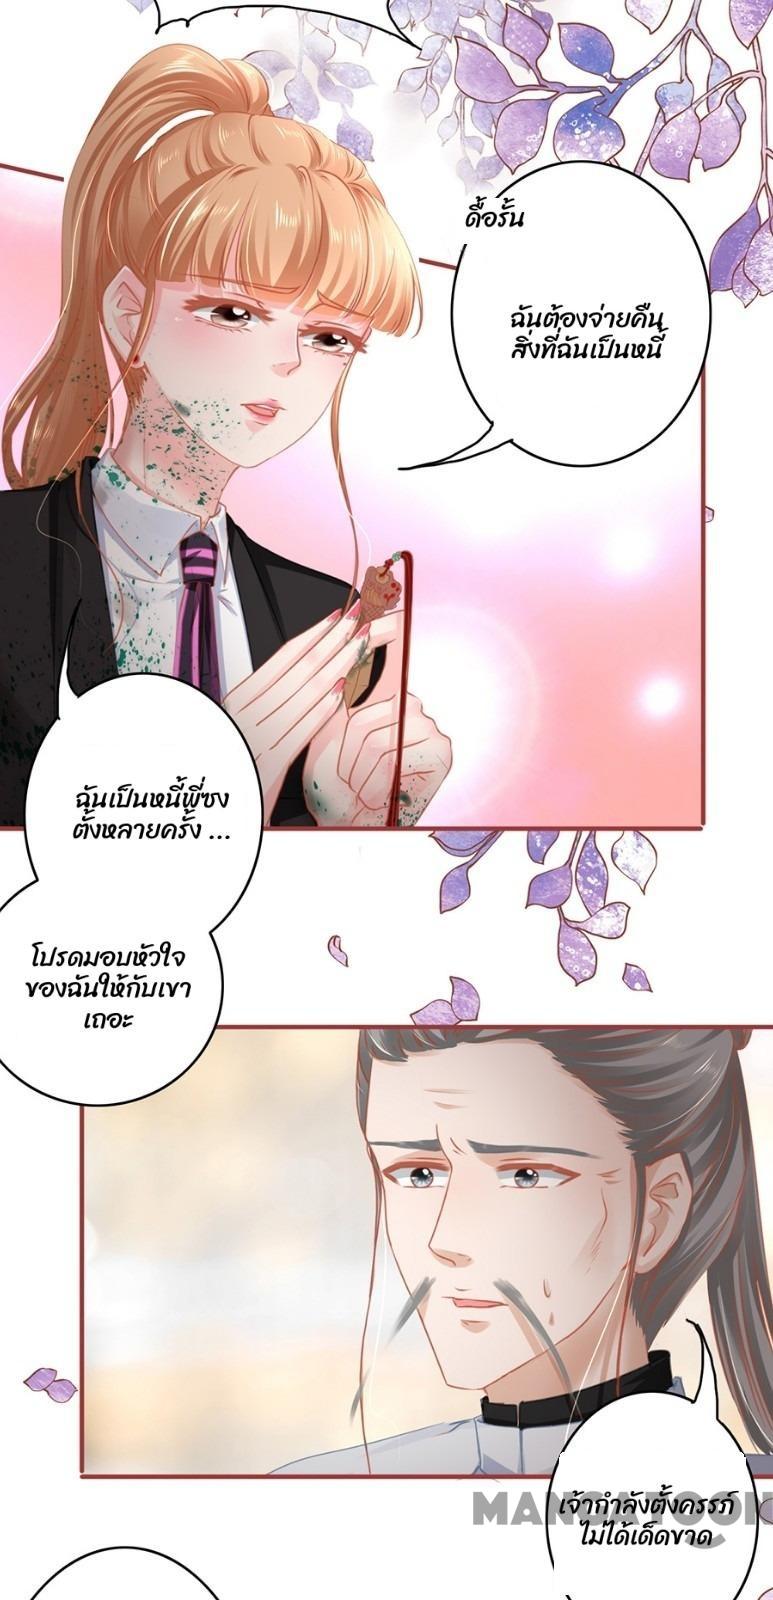 ดื้อรั้น
ฉันต้องจ่ายคืน
สิ่งที่ฉันเป็นหนี้
ฉันเป็นหนี้พี่ซง
ตั้งหลายครั้ง ...
โปรดมอบหัวใจ
ของฉันให้กับเขา
เถอะ
เจ้ากำลังตั้งครรภ์
ไม่ได้เด็ดขาด
MANGATOON